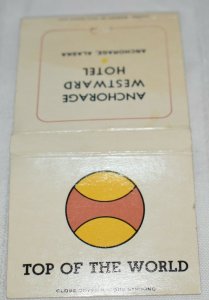 ANCHORAGE
WESTWARD
HOTEL
ANCHORAGE, ALASKA
TOP OF THE WORLD
CLOSE COVER BEFORE STRIKING